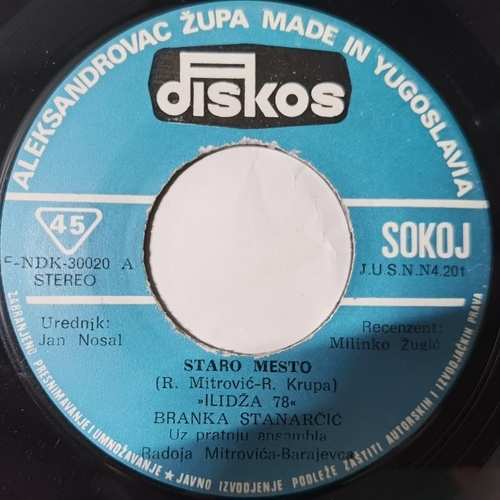 ALEKSANDROVAC ŽUPA MADE IN YUGOSLAVIA
diskos
45
SOKOJ
F-NDK-30020 A
STEREO
J.U.S.N.N4.201
Urednik:
Jan Nosal
Recenzent:
Milinko Žugić
STARO MESTO
(R. Mitrović-R. Krupa)
»ILIDŽA 78«
BRANKA STANARČIĆ
Uz pratnju ansambla
Radoja Mitrovića-Barajevca
ZABRANJENO PRESNIMAVANJE I UMNOŽAVANJE ★ JAVNO IZVODJENJE PODLEŽE ZAŠTITI AUTORSKIH I IZVODJAČKIH PRAVA